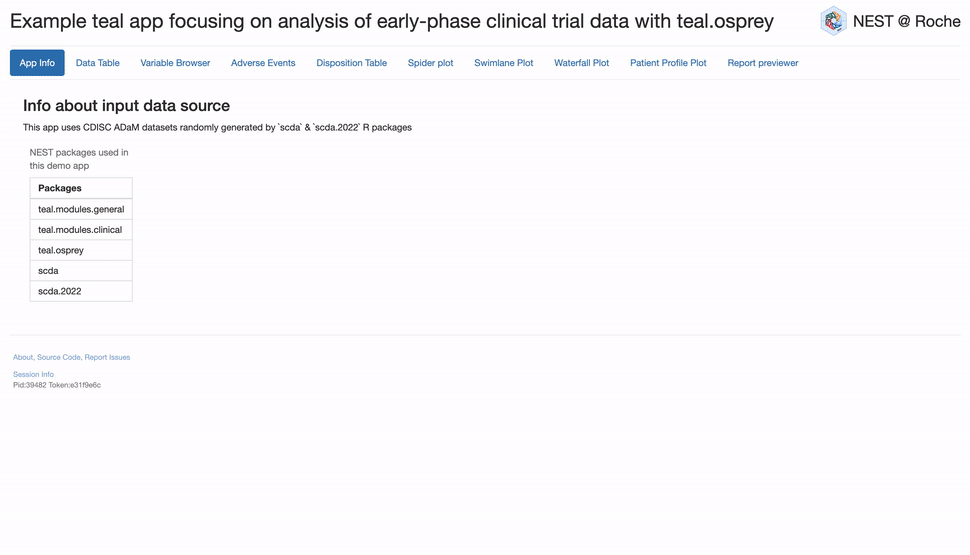 Example teal app focusing on analysis of early-phase clinical trial data with teal.osprey
NEST @ Roche
App Info
Data Table
Variable Browser
Adverse Events
Disposition Table
Spider plot
Swimlane Plot
Waterfall Plot
Patient Profile Plot
Report previewer
Info about input data source
This app uses CDISC ADaM datasets randomly generated by `scda` & `scda.2022` R packages
NEST packages used in
this demo app
Packages
teal.modules.general
teal.modules.clinical
teal.osprey
scda
scda.2022
About, Source Code, Report Issues
Session Info
Pid:39482 Token:e31f9e6c